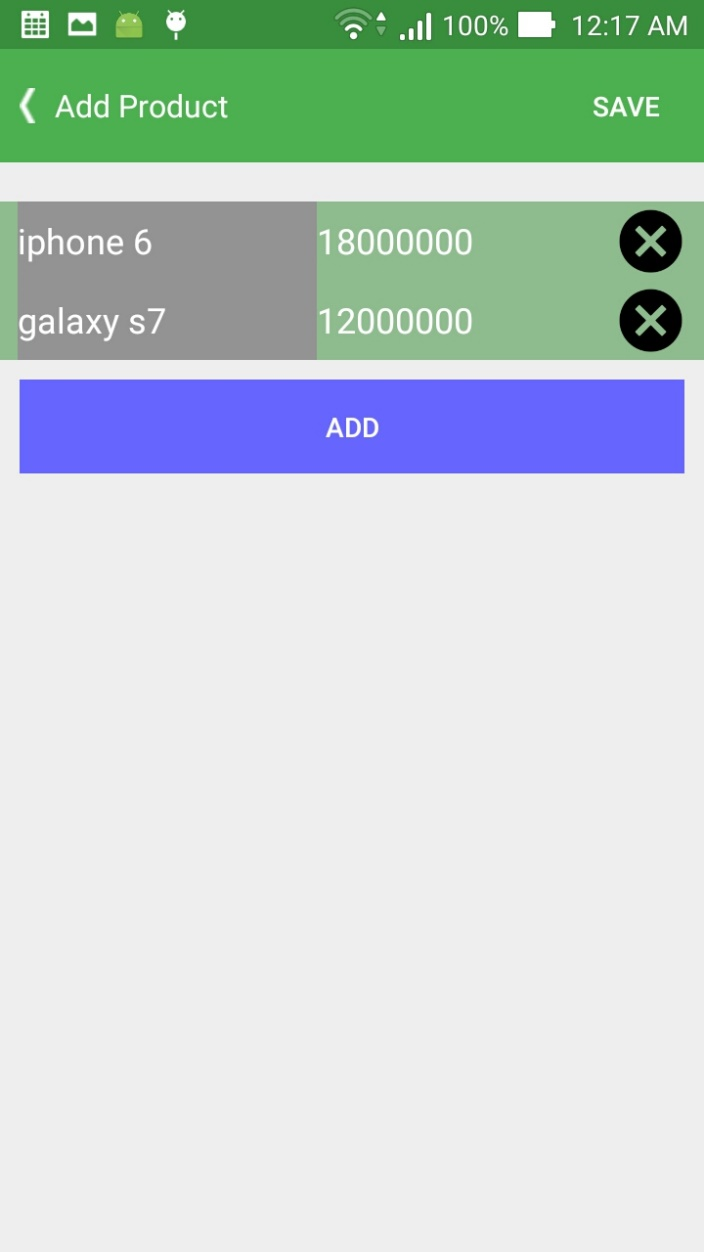 100% 12:17 AM
Add Product SAVE
iphone 6 18000000
galaxy s7 12000000
ADD